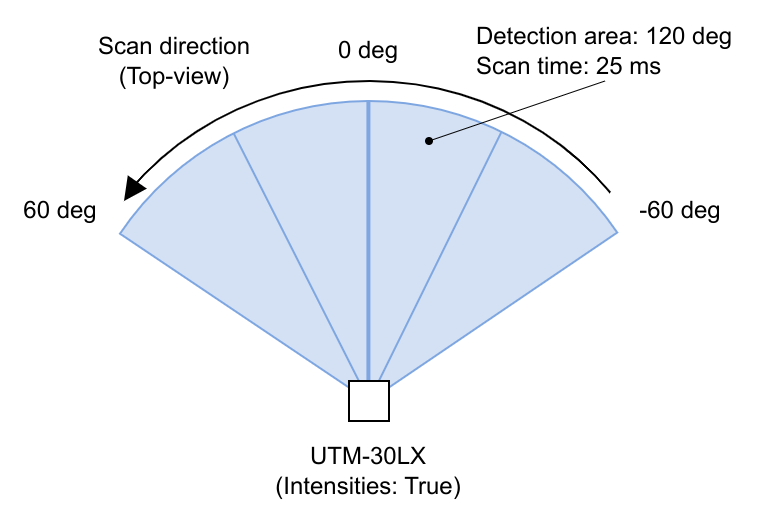 Scan direction
(Top-view)
0 deg
Detection area: 120 deg
Scan time: 25 ms
60 deg
-60 deg
UTM-30LX
(Intensities: True)